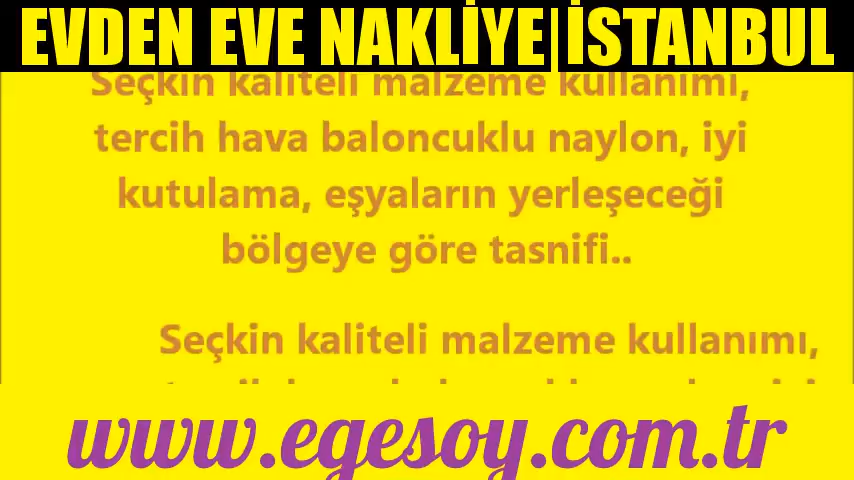 EVDEN EVE NAKLİYE|İSTANBUL
Seçkin kaliteli malzeme kullanımı,
tercih hava baloncuklu naylon, iyi
kutulama, eşyaların yerleşeceği
bölgeye göre tasnifi..
Seçkin kaliteli malzeme kullanımı,
www.egesoy.com.tr